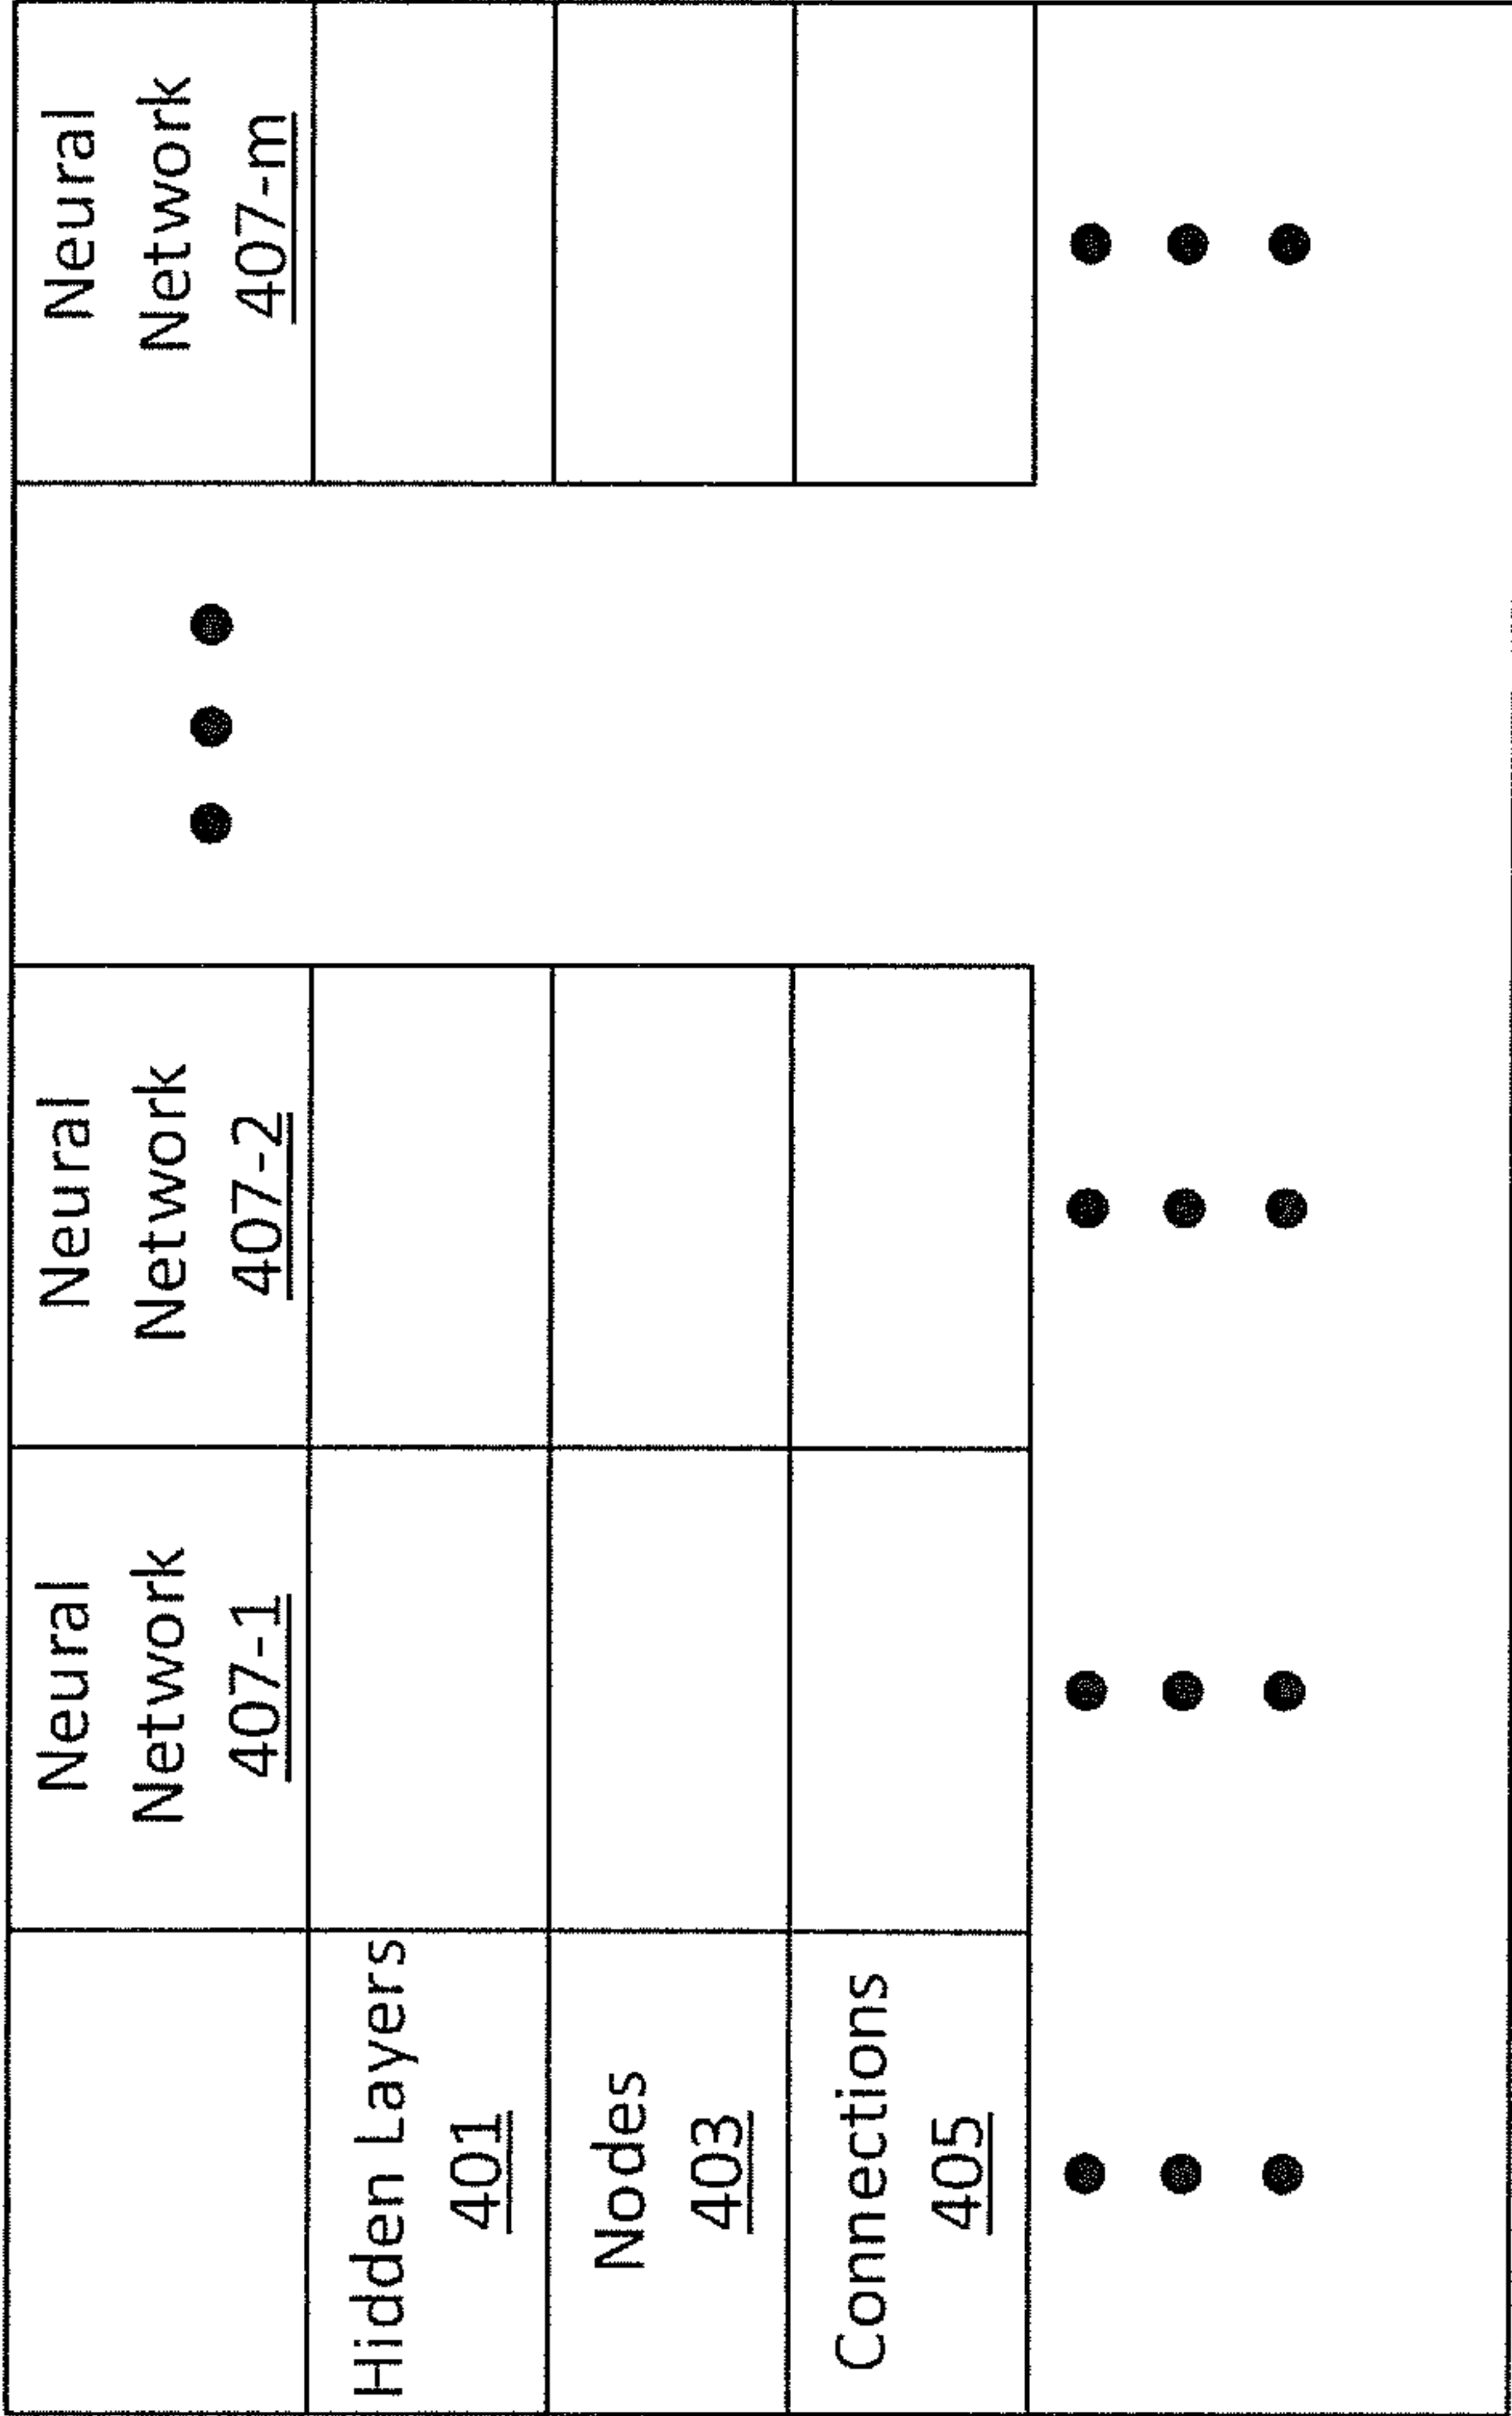 Neural
Network
407-1
Neural
Network
407-2
Neural
Network
407-m
Hidden Layers
401
Nodes
403
Connections
405